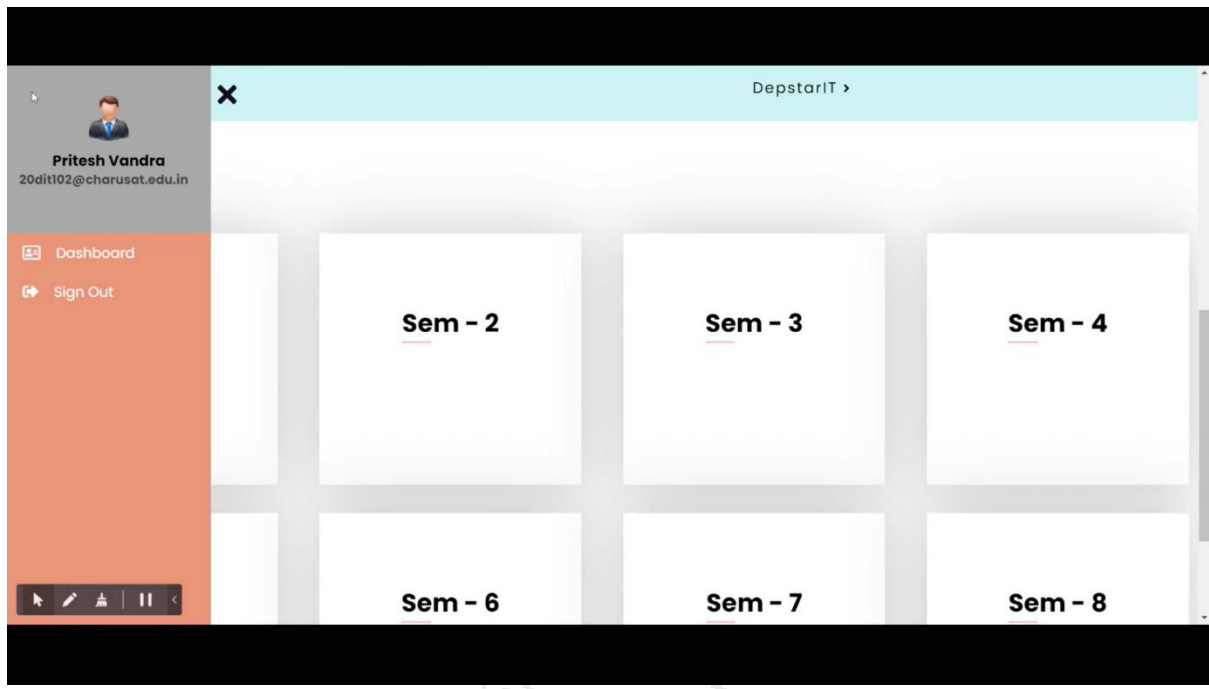 DepstarIT
Pritesh Vandra
20dit102@charusat.edu.in
Dashboard
Sign Out
Sem - 2
Sem - 3
Sem - 4
Sem - 6
Sem - 7
Sem - 8